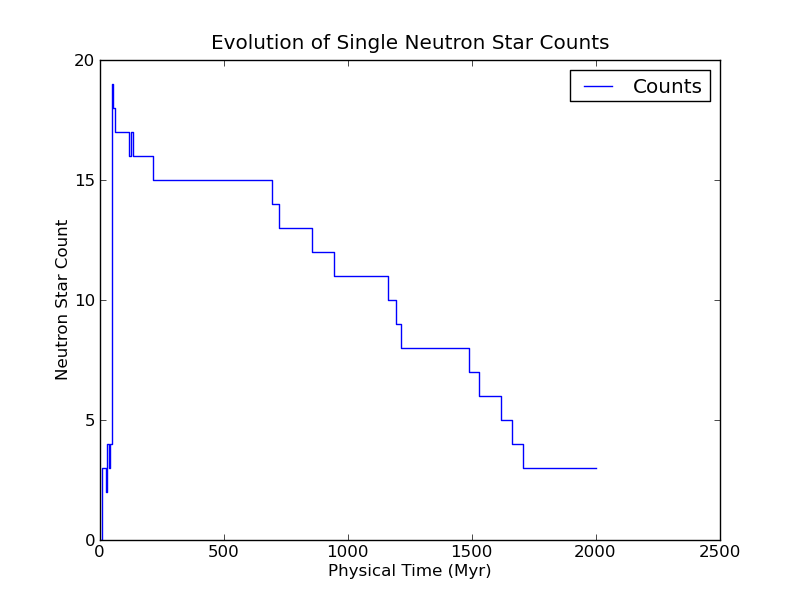 Evolution of Single Neutron Star Counts
Counts
20
15
10
5
0
Neutron Star Count
0 500 1000 1500 2000 2500
Physical Time (Myr)